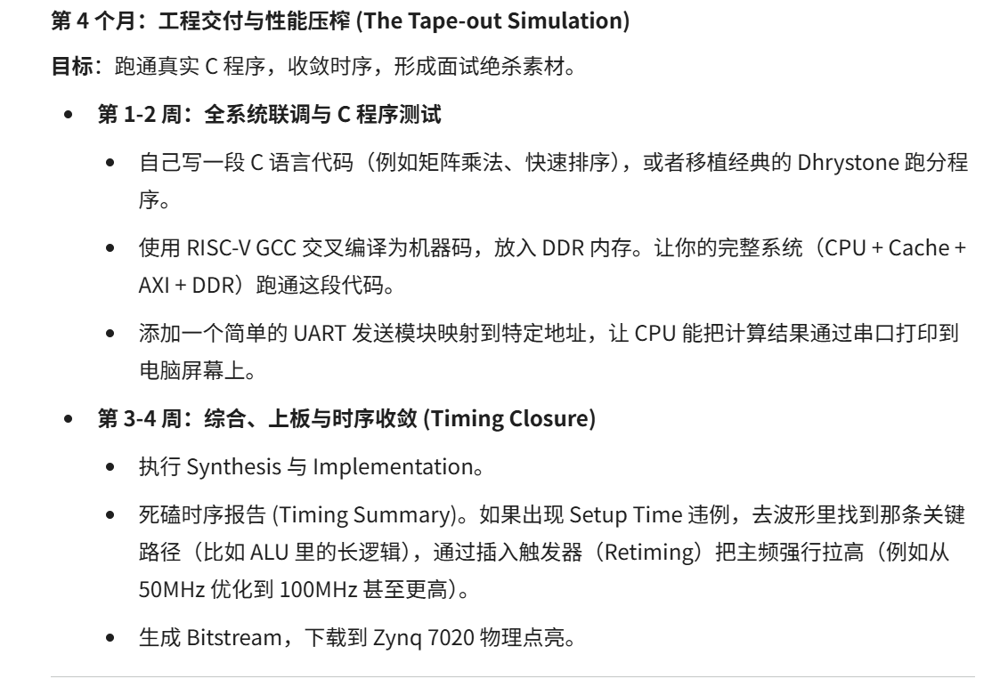 第 4 个月：工程交付与性能压榨 (The Tape-out Simulation)
目标：跑通真实 C 程序，收敛时序，形成面试绝杀素材。
• 第 1-2 周：全系统联调与 C 程序测试
• 自己写一段 C 语言代码（例如矩阵乘法、快速排序），或者移植经典的 Dhrystone 跑分程
序。
• 使用 RISC-V GCC 交叉编译为机器码，放入 DDR 内存。让你的完整系统（CPU + Cache +
AXI + DDR）跑通这段代码。
• 添加一个简单的 UART 发送模块映射到特定地址，让 CPU 能把计算结果通过串口打印到
电脑屏幕上。
• 第 3-4 周：综合、上板与时序收敛 (Timing Closure)
• 执行 Synthesis 与 Implementation。
• 死磕时序报告 (Timing Summary)。如果出现 Setup Time 违例，去波形里找到那条关键
路径（比如 ALU 里的长逻辑），通过插入触发器（Retiming）把主频强行拉高（例如从
50MHz 优化到 100MHz 甚至更高）。
• 生成 Bitstream，下载到 Zynq 7020 物理点亮。